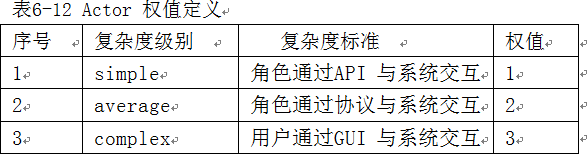 表6-12 Actor 权值定义
序号 复杂度级别 复杂度标准 权值
1 simple 角色通过API 与系统交互 1
2 average 角色通过协议与系统交互 2
3 complex 用户通过GUI 与系统交互 3